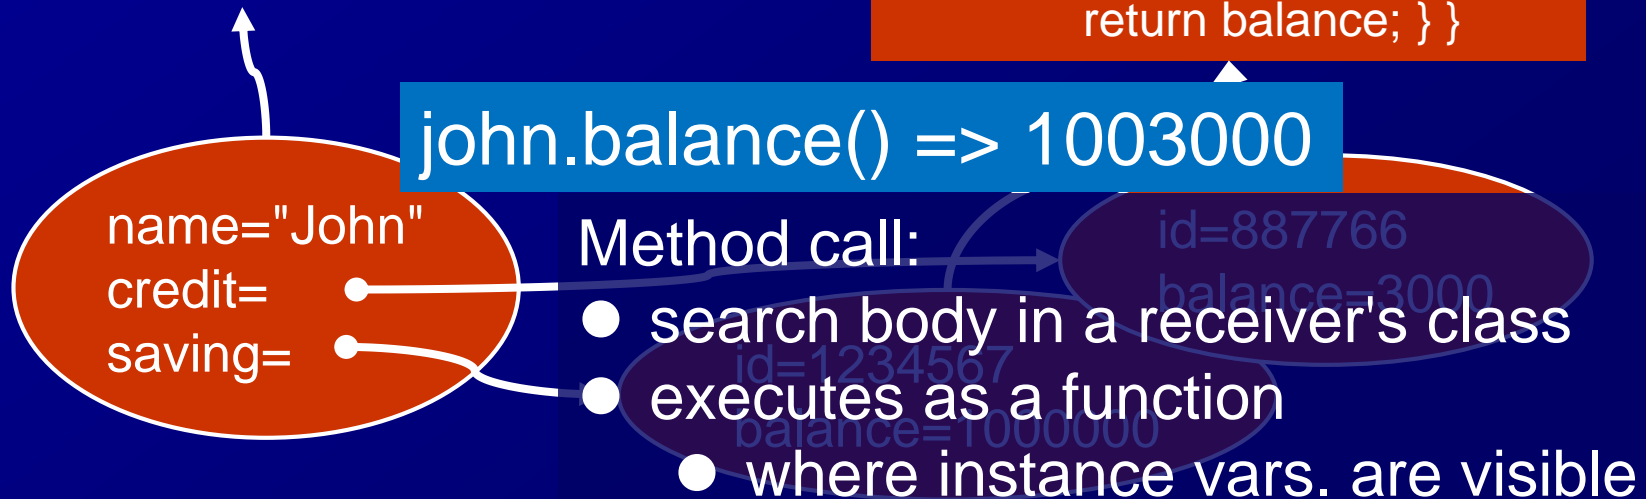 return balance; } }
john.balance() => 1003000
name="John"
credit=
saving=
id=887766
balance=3000
id=1234567
balance=1000000
Method call:
● search body in a receiver's class
● executes as a function
● where instance vars. are visible